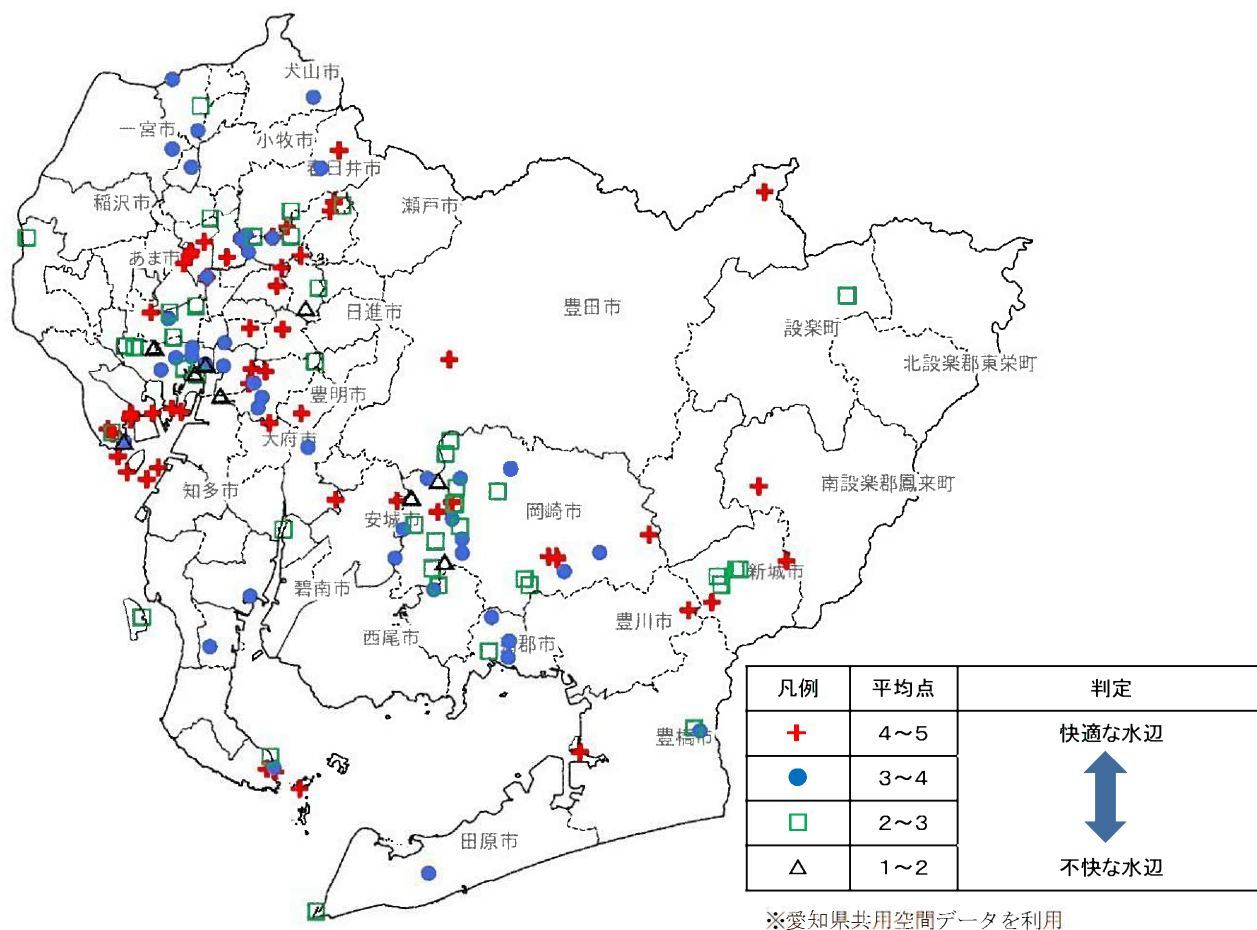 犬山市
一宮市
小牧市
春日井市
稲沢市
瀬戸市
あま市
日進市
豊田市
設楽町
北設楽郡東栄町
豊明市
大府市
知多市
南設楽郡鳳来町
安城市
岡崎市
碧南市
新城市
西尾市
豊川市
郡市
豊橋市
田原市
凡例 平均点 判定
4～5 快適な水辺
3～4
2～3
1～2 不快な水辺
※愛知県共用空間データを利用